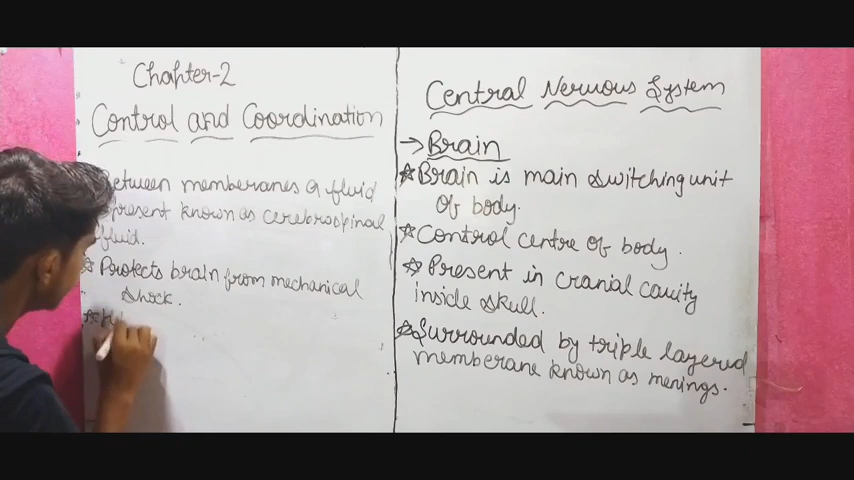 Chapter-2
Control and Coordination
Between memberanes a fluid
present known as cerebrospinal
fluid.
☆ Protects brain from mechanical
shock.
☆
Central Nervous System
→ Brain
☆ Brain is main switching unit
of body.
☆ Control centre of body.
☆ Present in cranial cavity
inside skull.
☆ Surrounded by triple layered
memberane known as menings.